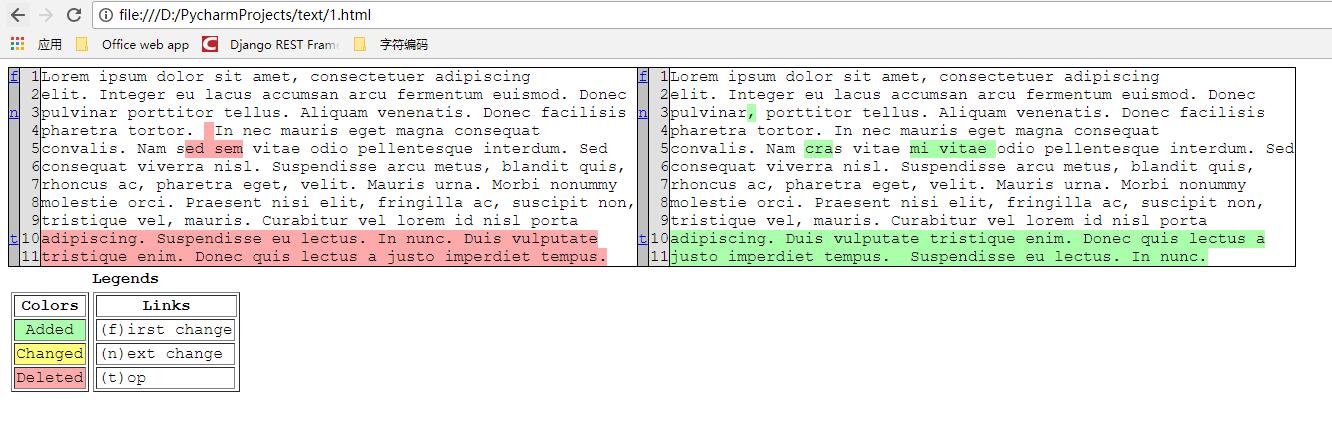 file:///D:/PycharmProjects/text/1.html
应用 Office web app Django REST Fram 字符编码
f 1 Lorem ipsum dolor sit amet, consectetuer adipiscing f 1 Lorem ipsum dolor sit amet, consectetuer adipiscing
2 elit. Integer eu lacus accumsan arcu fermentum euismod. Donec 2 elit. Integer eu lacus accumsan arcu fermentum euismod. Donec
n 3 pulvinar porttitor tellus. Aliquam venenatis. Donec facilisis n 3 pulvinar, porttitor tellus. Aliquam venenatis. Donec facilisis
4 pharetra tortor.  In nec mauris eget magna consequat 4 pharetra tortor. In nec mauris eget magna consequat
5 convalis. Nam sed sem vitae odio pellentesque interdum. Sed 5 convalis. Nam cras vitae mi vitae odio pellentesque interdum. Sed
6 consequat viverra nisl. Suspendisse arcu metus, blandit quis, 6 consequat viverra nisl. Suspendisse arcu metus, blandit quis,
7 rhoncus ac, pharetra eget, velit. Mauris urna. Morbi nonummy 7 rhoncus ac, pharetra eget, velit. Mauris urna. Morbi nonummy
8 molestie orci. Praesent nisi elit, fringilla ac, suscipit non, 8 molestie orci. Praesent nisi elit, fringilla ac, suscipit non,
9 tristique vel, mauris. Curabitur vel lorem id nisl porta 9 tristique vel, mauris. Curabitur vel lorem id nisl porta
t 10 adipiscing. Suspendisse eu lectus. In nunc. Duis vulputate t 10 adipiscing. Duis vulputate tristique enim. Donec quis lectus a
11 tristique enim. Donec quis lectus a justo imperdiet tempus. 11 justo imperdiet tempus.  Suspendisse eu lectus. In nunc.
Legends
Colors Links
Added (f)irst change
Changed (n)ext change
Deleted (t)op